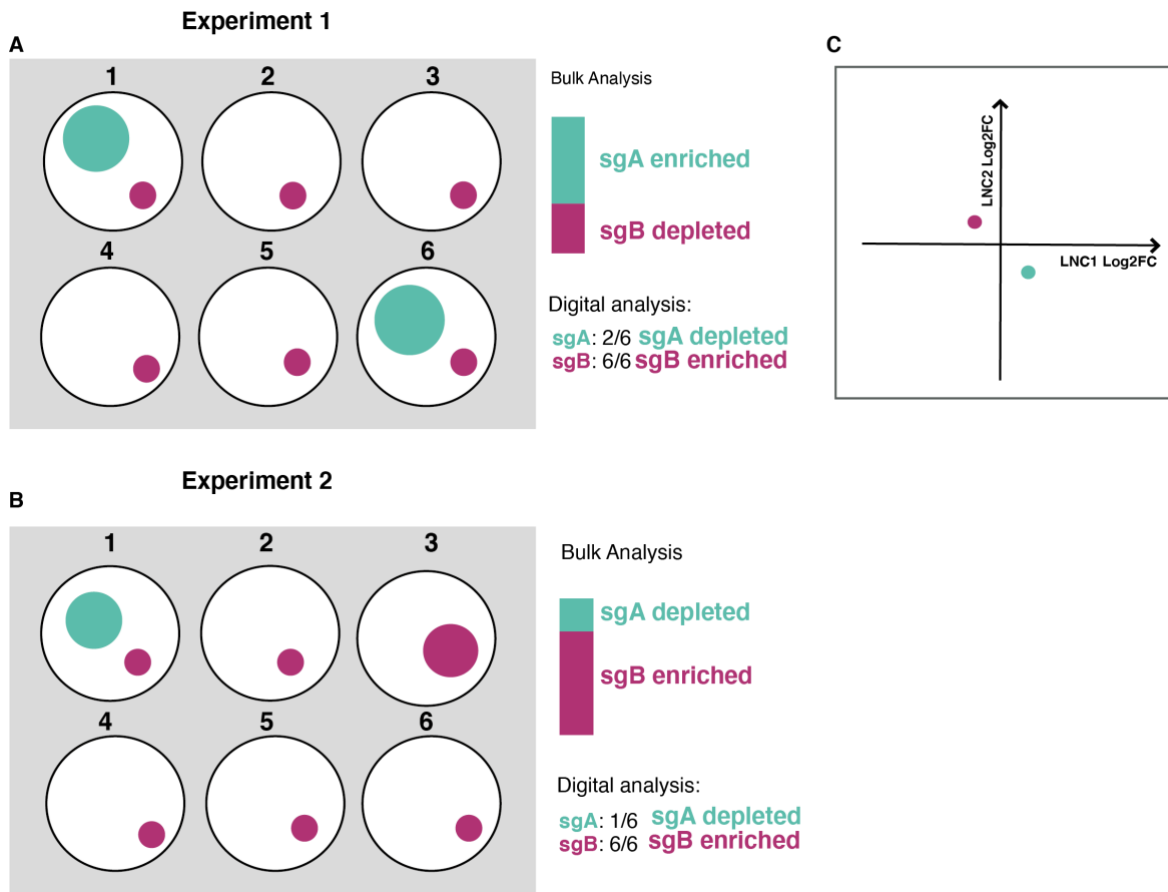 Experiment 1
A
1 2 3
4 5 6
Bulk Analysis
sgA enriched
sgB depleted
Digital analysis:
sgA: 2/6 sgA depleted
sgB: 6/6 sgB enriched
C
LNC2 Log2FC
LNC1 Log2FC
Experiment 2
B
1 2 3
4 5 6
Bulk Analysis
sgA depleted
sgB enriched
Digital analysis:
sgA: 1/6 sgA depleted
sgB: 6/6 sgB enriched